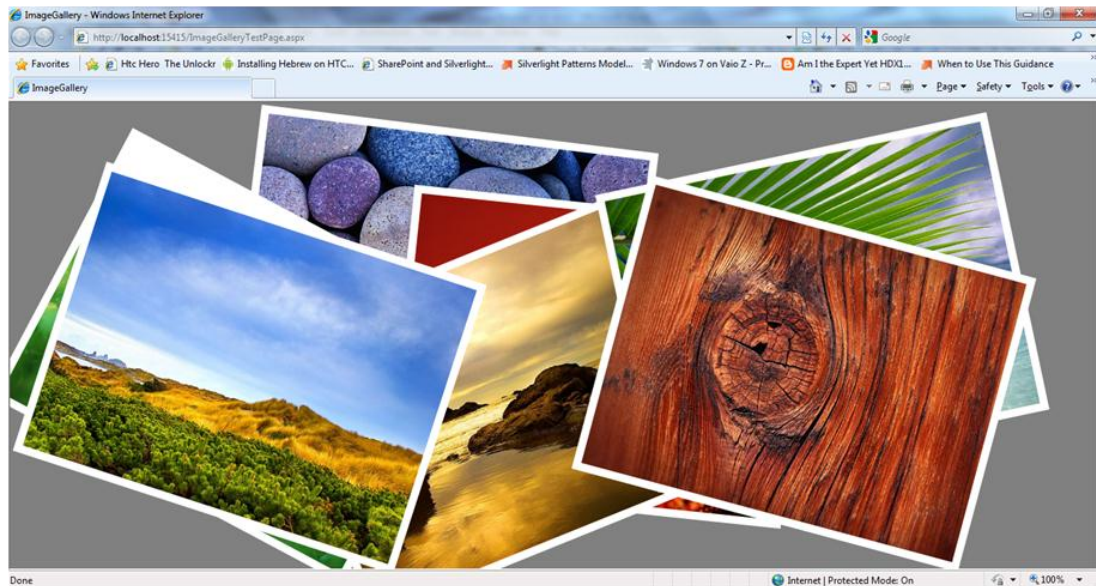 ImageGallery - Windows Internet Explorer
http://localhost:15415/ImageGalleryTestPage.aspx
Google
Favorites Htc Hero The Unlockr Installing Hebrew on HTC... SharePoint and Silverlight... Silverlight Patterns Model... Windows 7 on Vaio Z - Pr... Am I the Expert Yet HDX1... When to Use This Guidance
ImageGallery
Page Safety Tools
Done
Internet | Protected Mode: On
100%